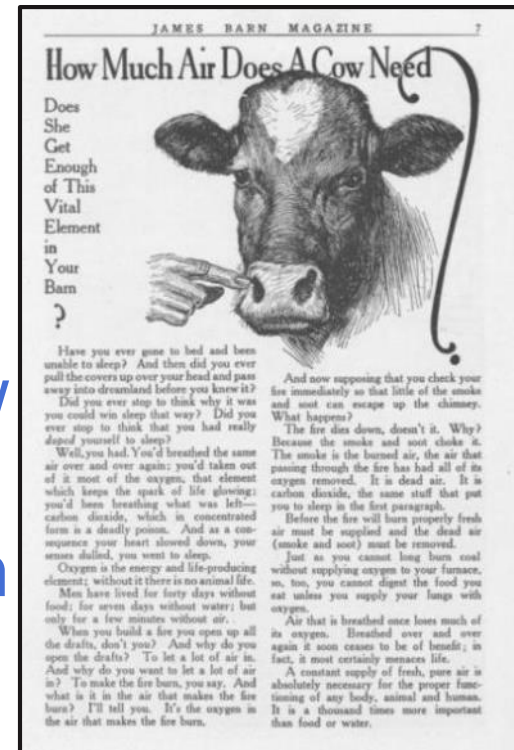 JAMES BARN MAGAZINE 7
How Much Air Does A Cow Need ?
Does
She
Get
Enough
of This
Vital
Element
in
Your
Barn
?
Have you ever gone to bed and been
unable to sleep? And then did you ever
pull the covers up over your head and pass
away into dreamland before you knew it?
Did you ever stop to think why it was
you could win sleep that way? Did you
ever stop to think that you had really
doped yourself to sleep?
Well, you had. You'd breathed the same
air over and over again; you'd taken out
of it most of the oxygen, that element
which keeps the spark of life glowing;
you'd been breathing what was left—
carbon dioxide, which in concentrated
form is a deadly poison. And as a con-
sequence your heart slowed down, your
senses dulled, you went to sleep.
Oxygen is the energy and life-producing
element; without it there is no animal life.
Men have lived for forty days without
food; for seven days without water; but
only for a few minutes without air.
When you build a fire you open up all
the drafts, don't you? And why do you
open the drafts? To let a lot of air in.
And why do you want to let a lot of air
in? To make the fire burn, you say. And
what is it in the air that makes the fire
burn? I'll tell you. It's the oxygen in
the air that makes the fire burn.
And now supposing that you check your
fire immediately so that little of the smoke
and soot can escape up the chimney.
What happens?
The fire dies down, doesn't it. Why?
Because the smoke and soot choke it.
The smoke is the burned air, the air that
passing through the fire has had all of its
oxygen removed. It is dead air. It is
carbon dioxide, the same stuff that put
you to sleep in the first paragraph.
Before the fire will burn properly fresh
air must be supplied and the dead air
(smoke and soot) must be removed.
Just as you cannot long burn coal
without supplying oxygen to your furnace,
so, too, you cannot digest the food you
eat unless you supply your lungs with
oxygen.
Air that is breathed once loses much of
its oxygen. Breathed over and over
again it soon ceases to be of benefit; in
fact, it most certainly menaces life.
A constant supply of fresh, pure air is
absolutely necessary for the proper func-
tioning of any body, animal and human.
It is a thousand times more important
than food or water.